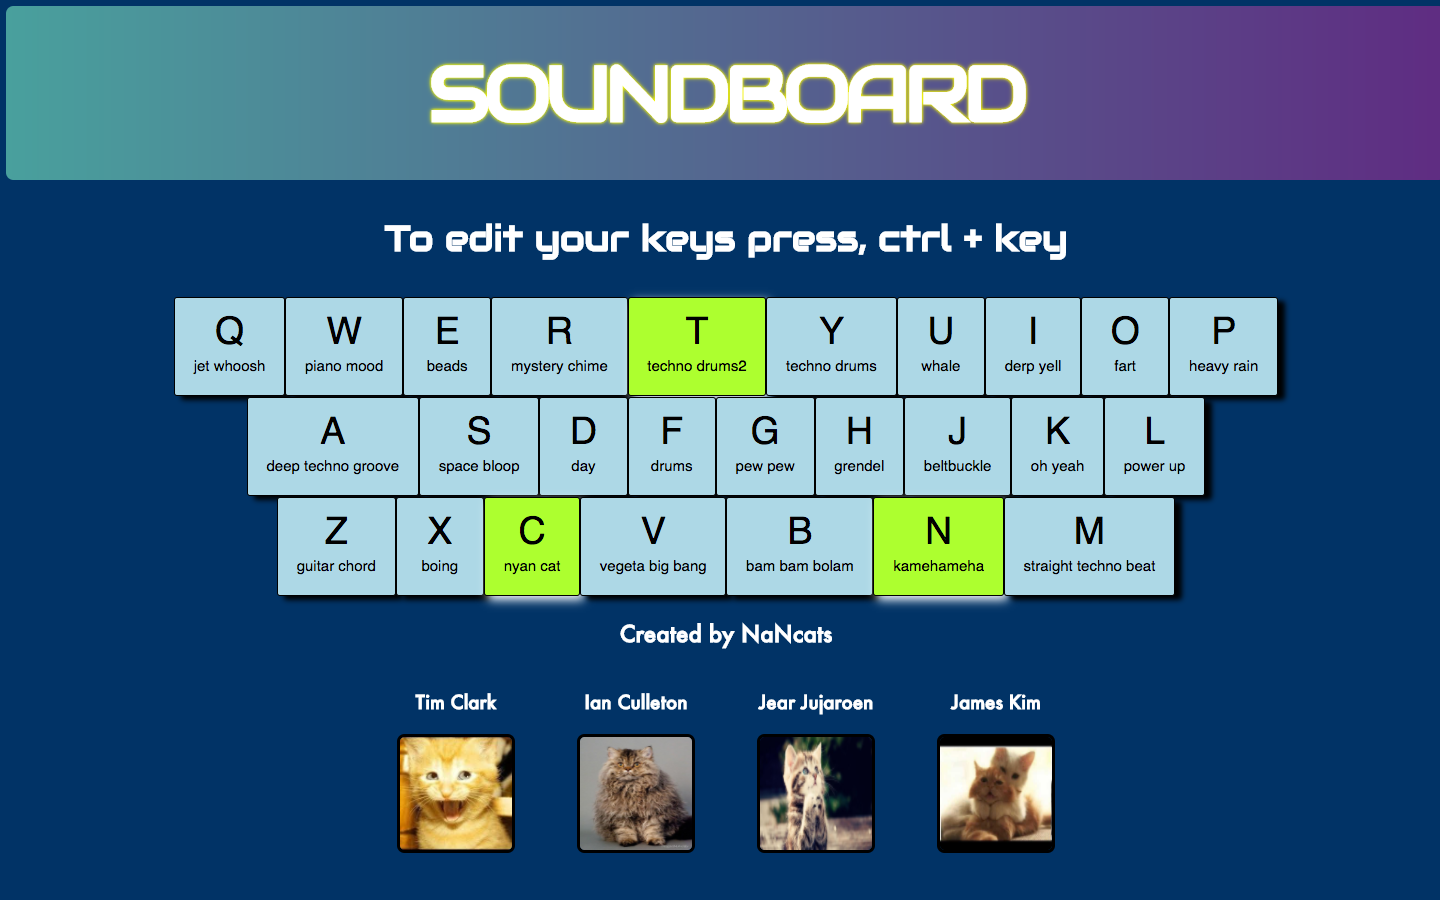 SOUNDBOARD
To edit your keys press, ctrl + key
Q W E R T Y U I O P
jet whoosh piano mood beads mystery chime techno drums2 techno drums whale derp yell fart heavy rain
A S D F G H J K L
deep techno groove space bloop day drums pew pew grendel beltbuckle oh yeah power up
Z X C V B N M
guitar chord boing nyan cat vegeta big bang bam bam bolam kamehameha straight techno beat
Created by NaNcats
Tim Clark Ian Culleton Jear Jujaroen James Kim